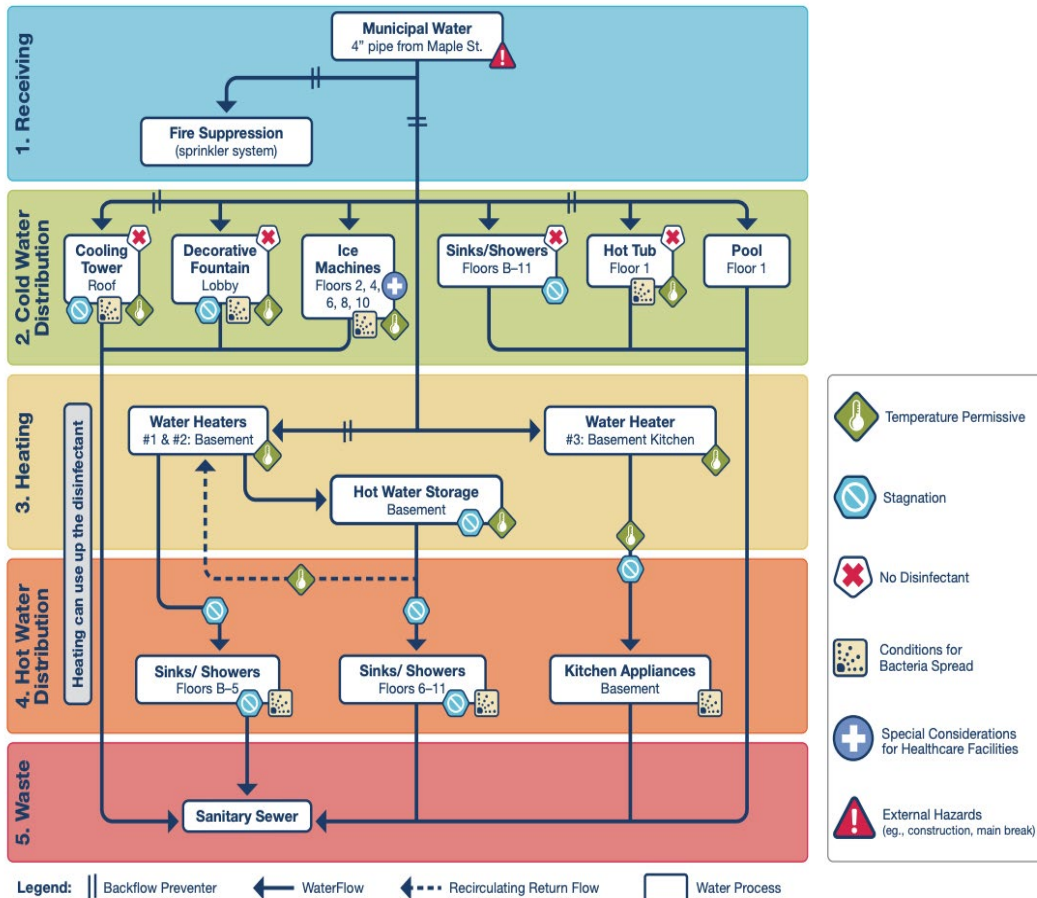 1. Receiving
Municipal Water
4” pipe from Maple St.
Fire Suppression
(sprinkler system)
2. Cold Water
Distribution
Cooling
Tower
Roof
Decorative
Fountain
Lobby
Ice
Machines
Floors 2, 4,
6, 8, 10
Sinks/Showers
Floors B–11
Hot Tub
Floor 1
Pool
Floor 1
3. Heating
Heating can use up the disinfectant
Water Heaters
#1 & #2: Basement
Water Heater
#3: Basement Kitchen
Hot Water Storage
Basement
4. Hot Water
Distribution
Sinks/ Showers
Floors B–5
Sinks/ Showers
Floors 6–11
Kitchen Appliances
Basement
5. Waste
Sanitary Sewer
Temperature Permissive
Stagnation
No Disinfectant
Conditions for
Bacteria Spread
Special Considerations
for Healthcare Facilities
External Hazards
(eg., construction, main break)
Legend: Backflow Preventer WaterFlow Recirculating Return Flow Water Process